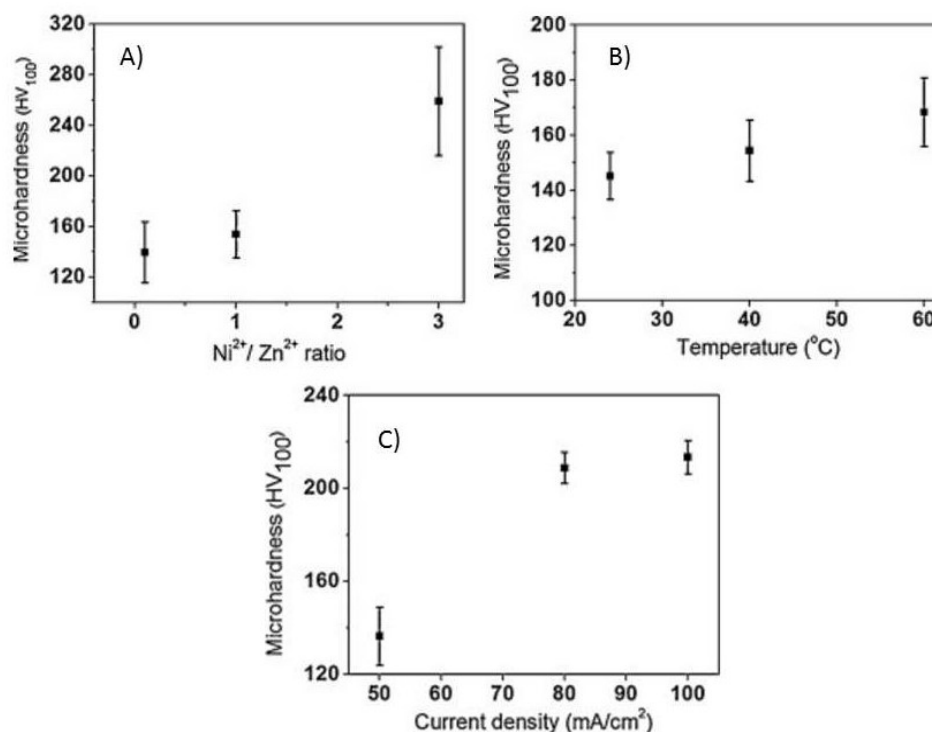 A)
Microhardness (HV₁₀₀)
320
280
240
200
160
120
0 1 2 3
Ni²⁺/ Zn²⁺ ratio
B)
Microhardness (HV₁₀₀)
200
180
160
140
120
100
20 30 40 50 60
Temperature (°C)
C)
Microhardness (HV₁₀₀)
240
200
160
120
50 60 70 80 90 100
Current density (mA/cm²)